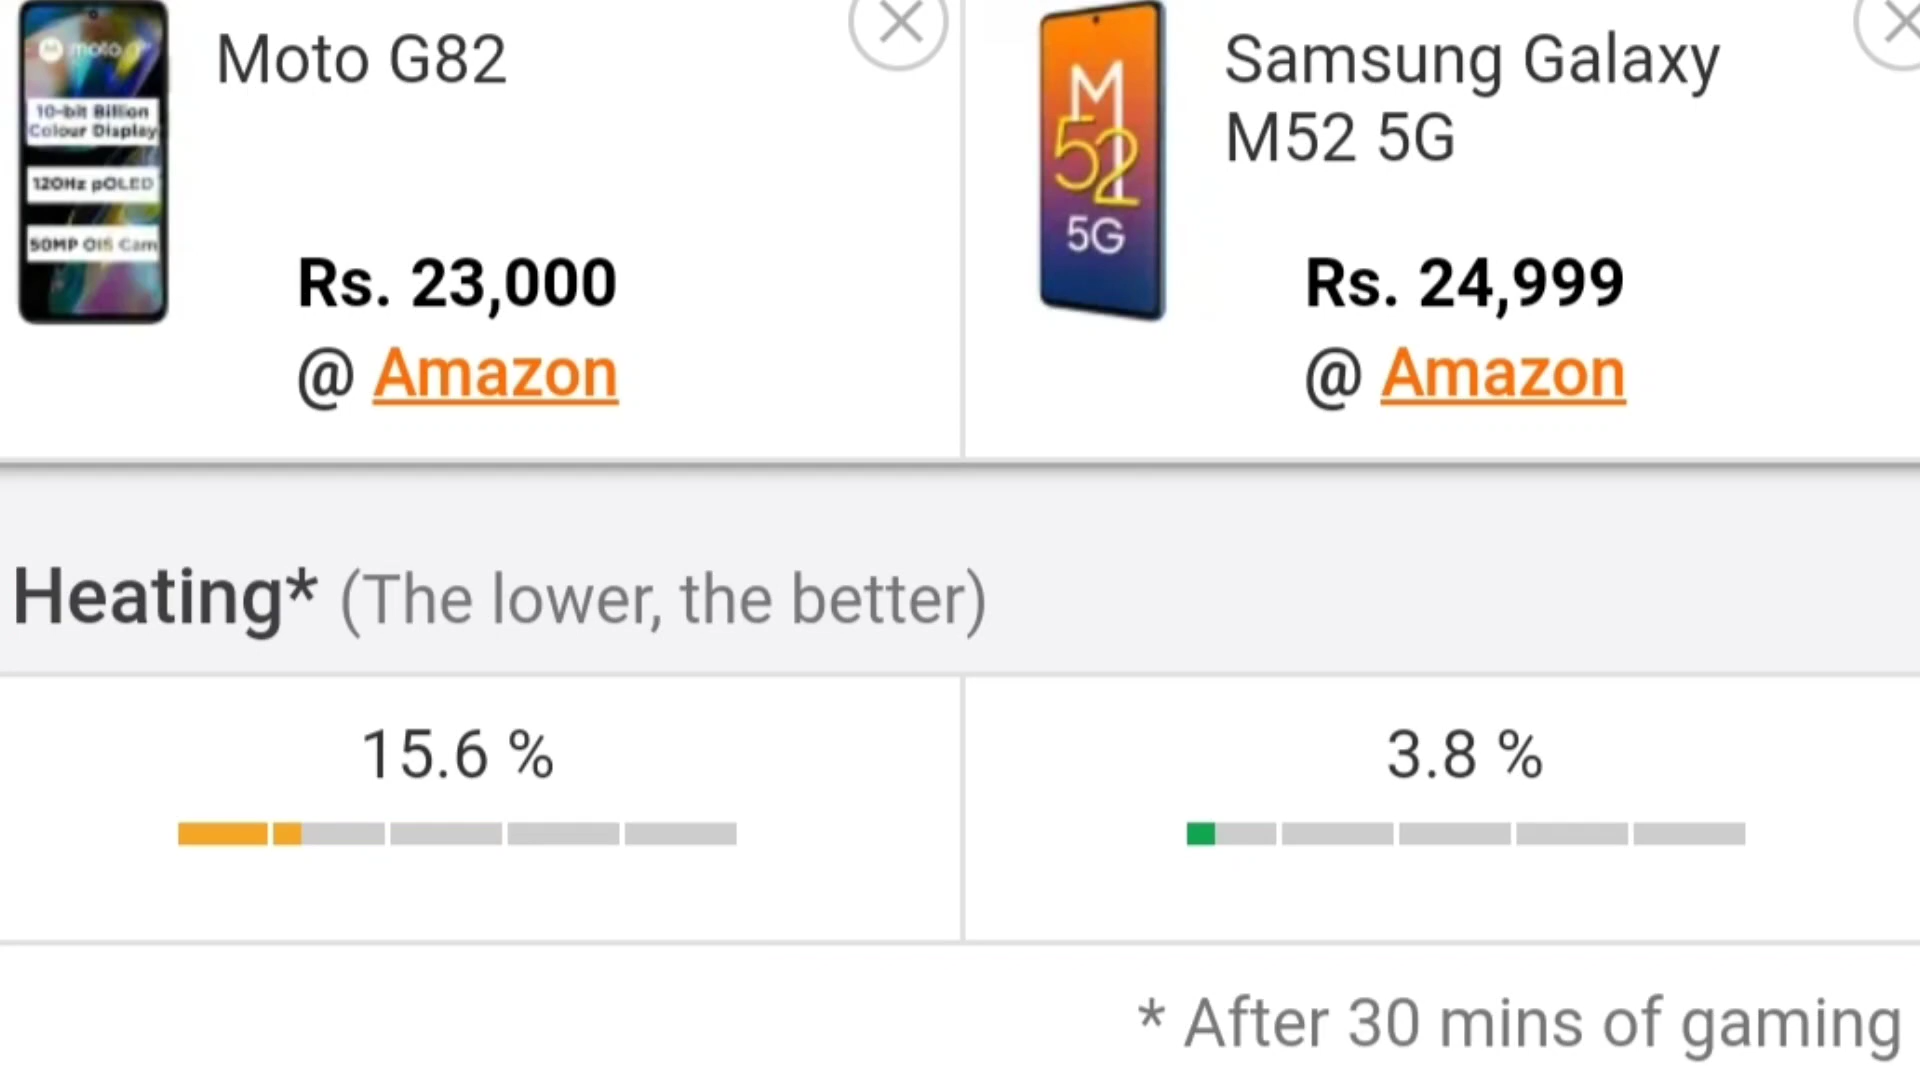 moto
10-bit Billion
Colour Display
120Hz pOLED
50MP OIS Cam
Moto G82
Rs. 23,000
@ Amazon
M
52
5G
Samsung Galaxy
M52 5G
Rs. 24,999
@ Amazon
Heating* (The lower, the better)
15.6 %
3.8 %
* After 30 mins of gaming